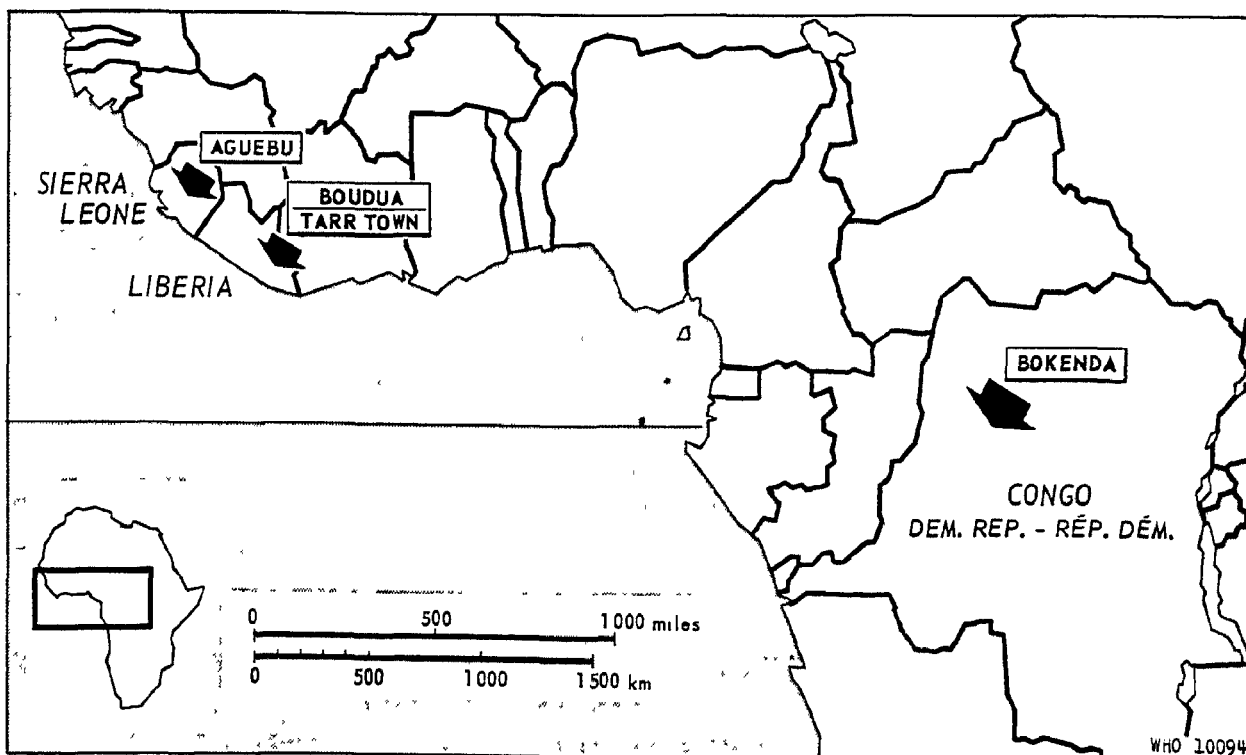 AGUEBU
SIERRA
LEONE
BOUDUA
TARR TOWN
LIBERIA
BOKENDA
CONGO
DEM. REP. - RÉP. DÉM.
0 500 1000 miles
0 500 1000 1500 km
WHO 10094